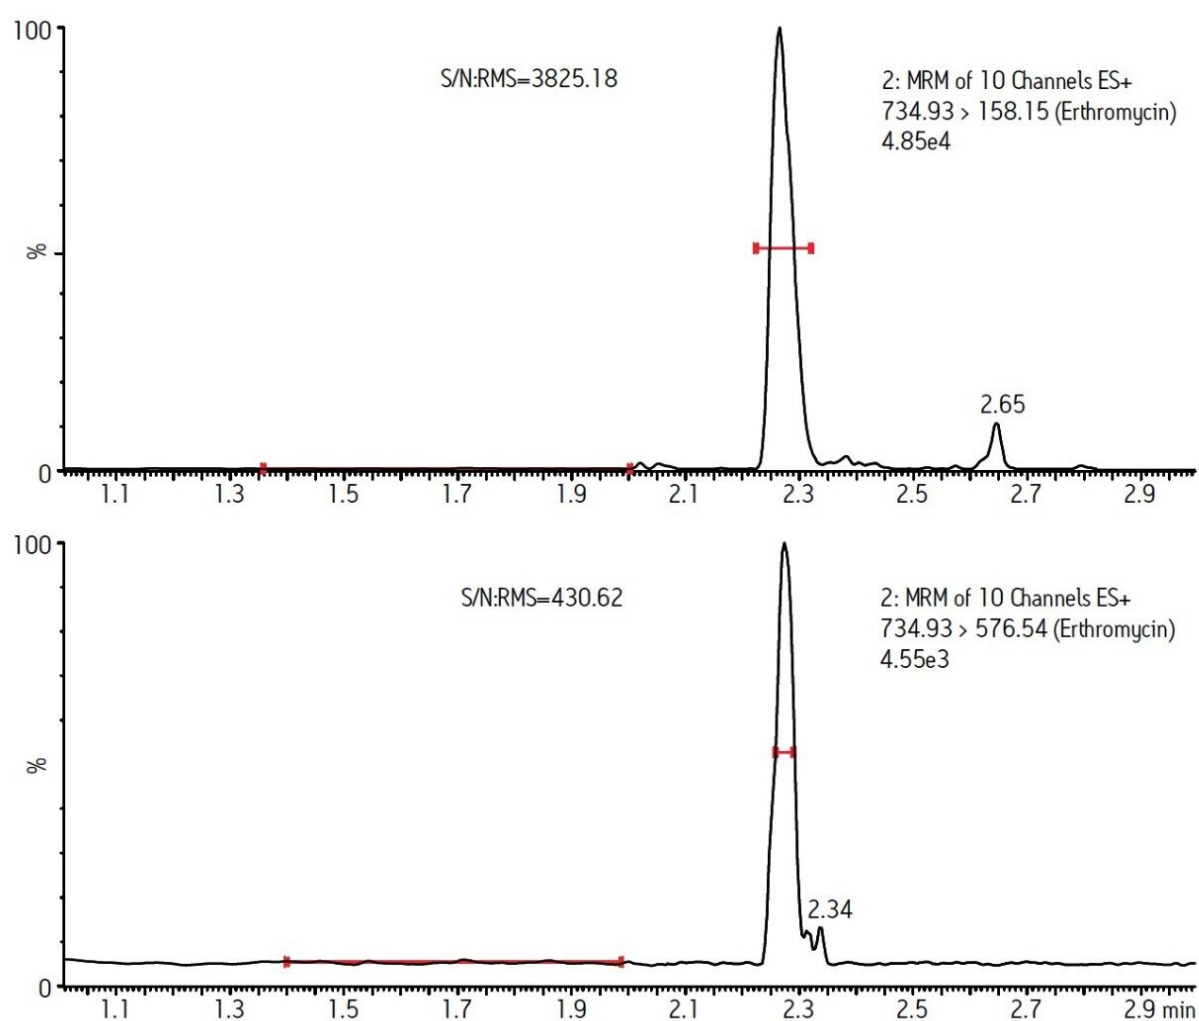 100
S/N:RMS=3825.18
2: MRM of 10 Channels ES+
734.93 > 158.15 (Erthromycin)
4.85e4
%
2.65
0
1.1 1.3 1.5 1.7 1.9 2.1 2.3 2.5 2.7 2.9
100
S/N:RMS=430.62
2: MRM of 10 Channels ES+
734.93 > 576.54 (Erthromycin)
4.55e3
%
2.34
0
1.1 1.3 1.5 1.7 1.9 2.1 2.3 2.5 2.7 2.9 min